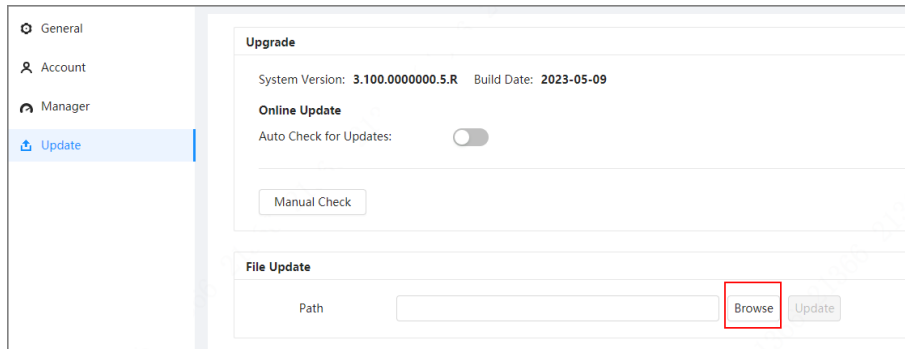 General
Account
Manager
Update
Upgrade
System Version: 3.100.0000000.5.R Build Date: 2023-05-09
Online Update
Auto Check for Updates:
Manual Check
File Update
Path Browse Update